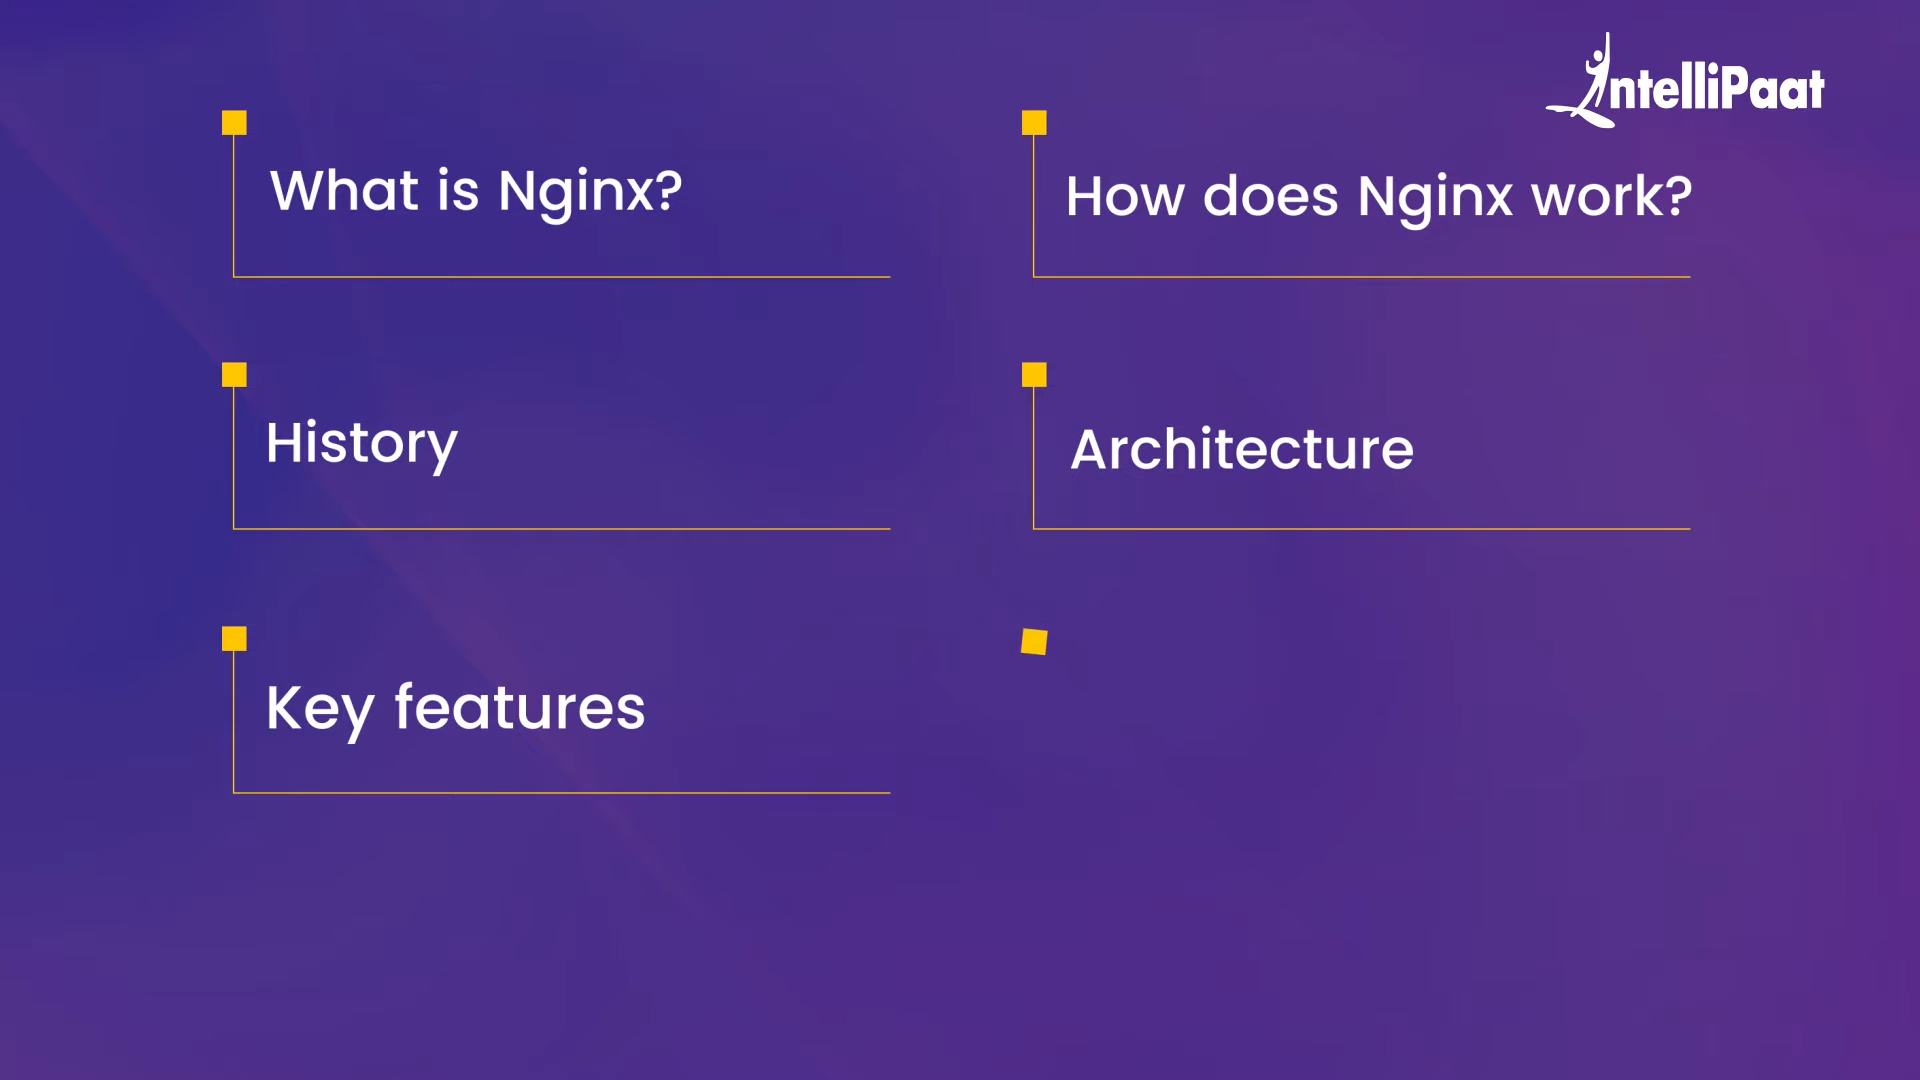 IntelliPaat
What is Nginx?
How does Nginx work?
History
Architecture
Key features